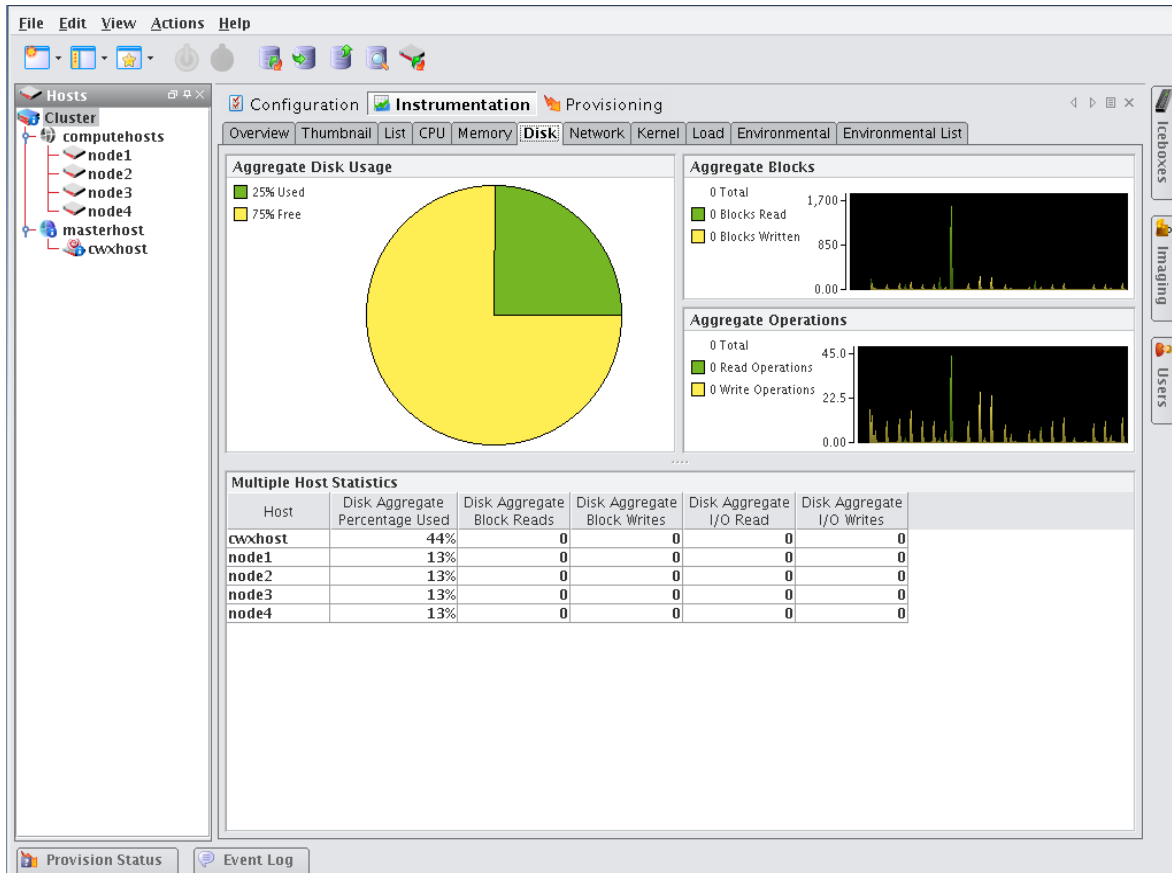 File Edit View Actions Help
Hosts
Cluster
computehosts
node1
node2
node3
node4
masterhost
cwxhost
Configuration Instrumentation Provisioning
Overview Thumbnail List CPU Memory Disk Network Kernel Load Environmental Environmental List
Aggregate Disk Usage
25% Used
75% Free
Aggregate Blocks
0 Total
0 Blocks Read
0 Blocks Written
1,700
850
0.00
Aggregate Operations
0 Total
0 Read Operations
0 Write Operations
45.0
22.5
0.00
Multiple Host Statistics
Host Disk Aggregate Percentage Used Disk Aggregate Block Reads Disk Aggregate Block Writes Disk Aggregate I/O Read Disk Aggregate I/O Writes
cwxhost 44% 0 0 0 0
node1 13% 0 0 0 0
node2 13% 0 0 0 0
node3 13% 0 0 0 0
node4 13% 0 0 0 0
Iceboxes
Imaging
Users
Provision Status Event Log